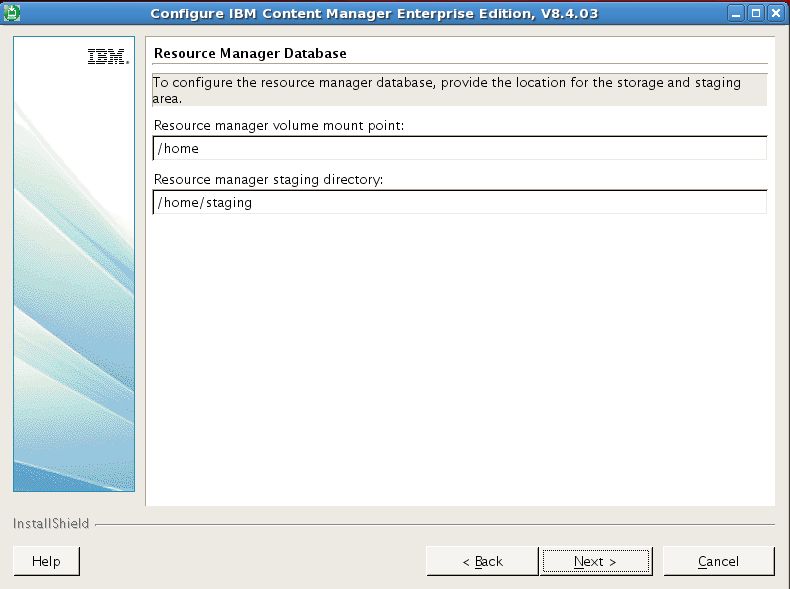 Configure IBM Content Manager Enterprise Edition, V8.4.03
IBM.
Resource Manager Database
To configure the resource manager database, provide the location for the storage and staging
area.
Resource manager volume mount point:
/home
Resource manager staging directory:
/home/staging
InstallShield
Help
< Back
Next >
Cancel